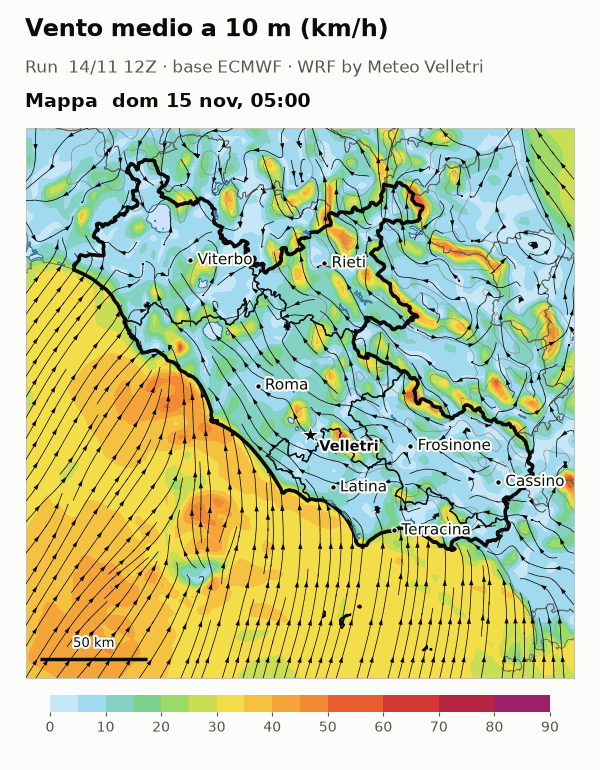 Vento medio a 10 m (km/h)
Run  14/11 12Z · base ECMWF · WRF by Meteo Velletri
Mappa  dom 15 nov, 05:00
Viterbo
Rieti
Roma
Velletri
Frosinone
Latina
Cassino
Terracina
50 km
0 10 20 30 40 50 60 70 80 90